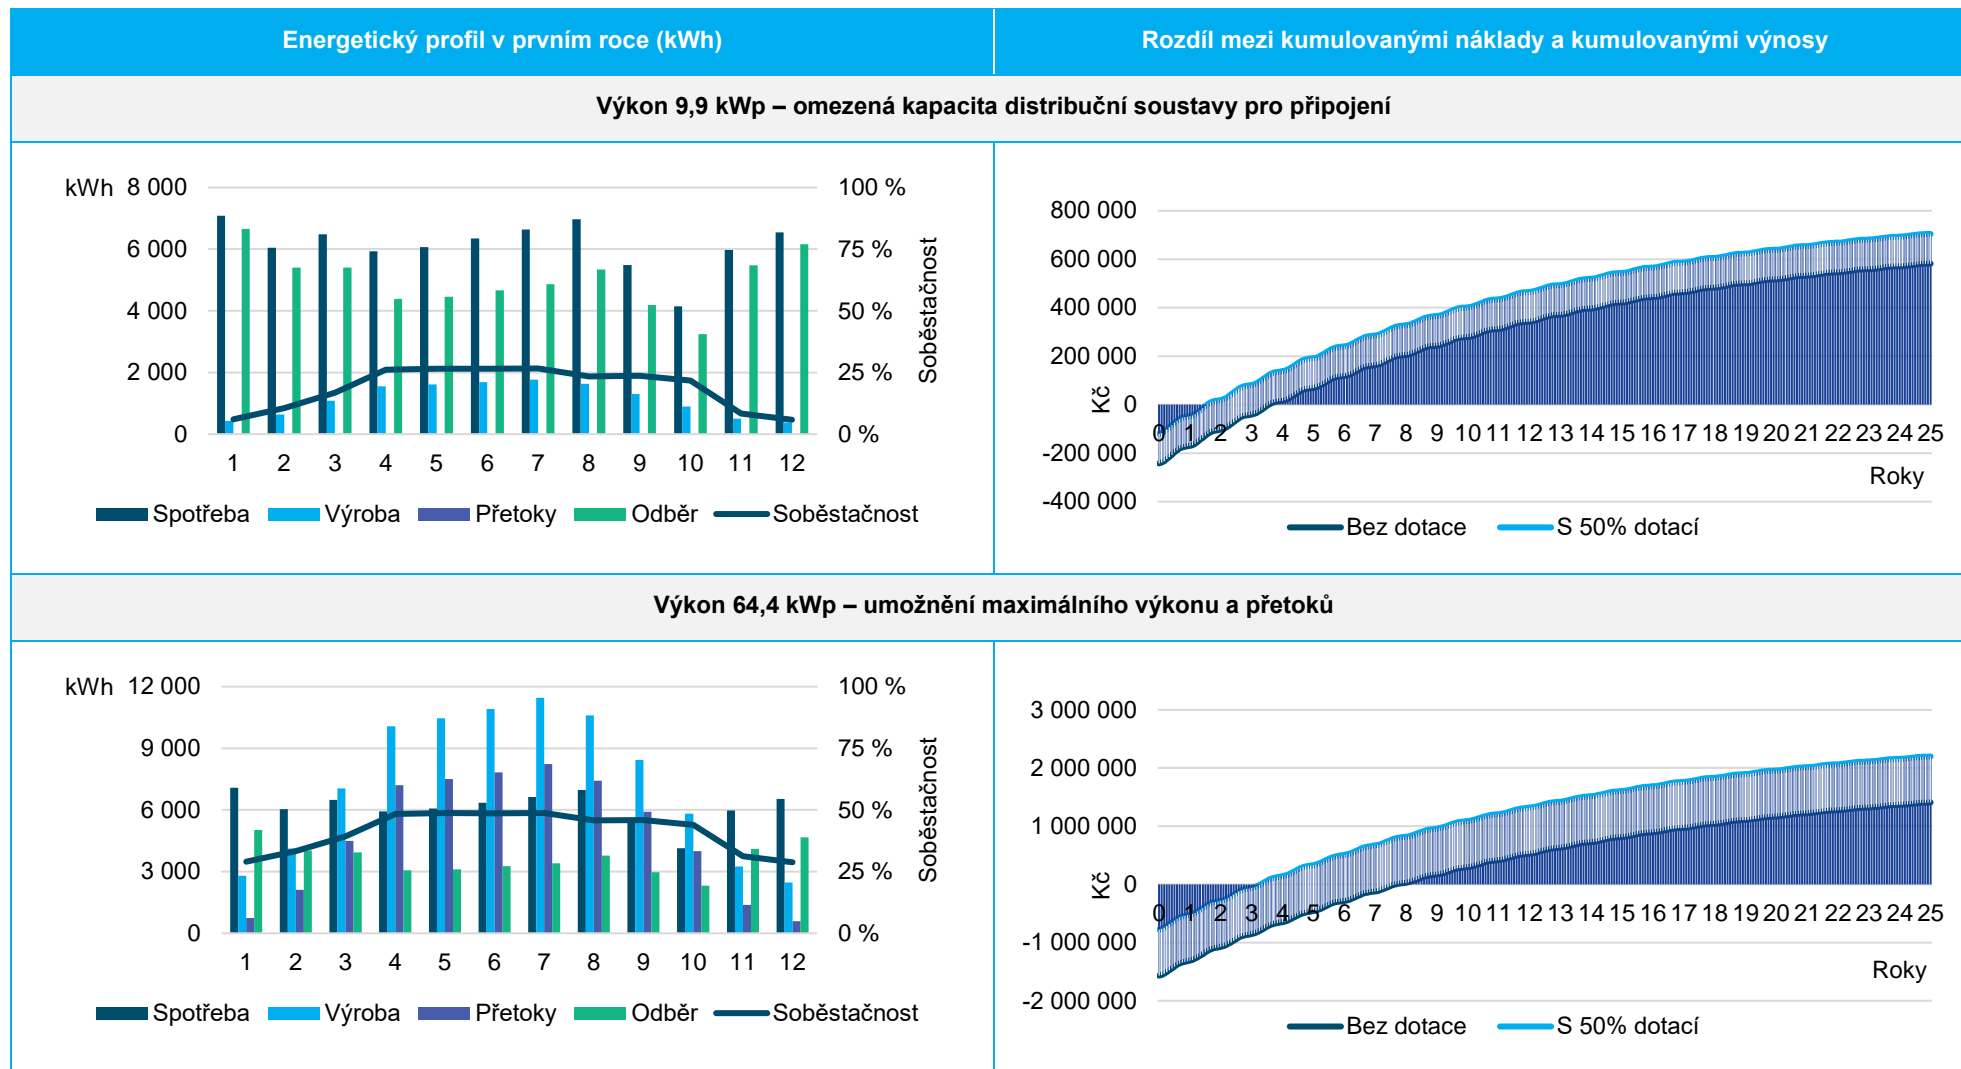 Energetický profil v prvním roce (kWh)
Rozdíl mezi kumulovanými náklady a kumulovanými výnosy
Výkon 9,9 kWp – omezená kapacita distribuční soustavy pro připojení
kWh
8 000
6 000
4 000
2 000
0
100 %
75 %
50 %
25 %
0 %
Soběstačnost
1 2 3 4 5 6 7 8 9 10 11 12
Spotřeba Výroba Přetoky Odběr Soběstačnost
800 000
600 000
400 000
200 000
0
-200 000
-400 000
Kč
0 1 2 3 4 5 6 7 8 9 10 11 12 13 14 15 16 17 18 19 20 21 22 23 24 25
Roky
Bez dotace S 50% dotací
Výkon 64,4 kWp – umožnění maximálního výkonu a přetoků
kWh
12 000
9 000
6 000
3 000
0
100 %
75 %
50 %
25 %
0 %
Soběstačnost
1 2 3 4 5 6 7 8 9 10 11 12
Spotřeba Výroba Přetoky Odběr Soběstačnost
3 000 000
2 000 000
1 000 000
0
-1 000 000
-2 000 000
Kč
0 1 2 3 4 5 6 7 8 9 10 11 12 13 14 15 16 17 18 19 20 21 22 23 24 25
Roky
Bez dotace S 50% dotací